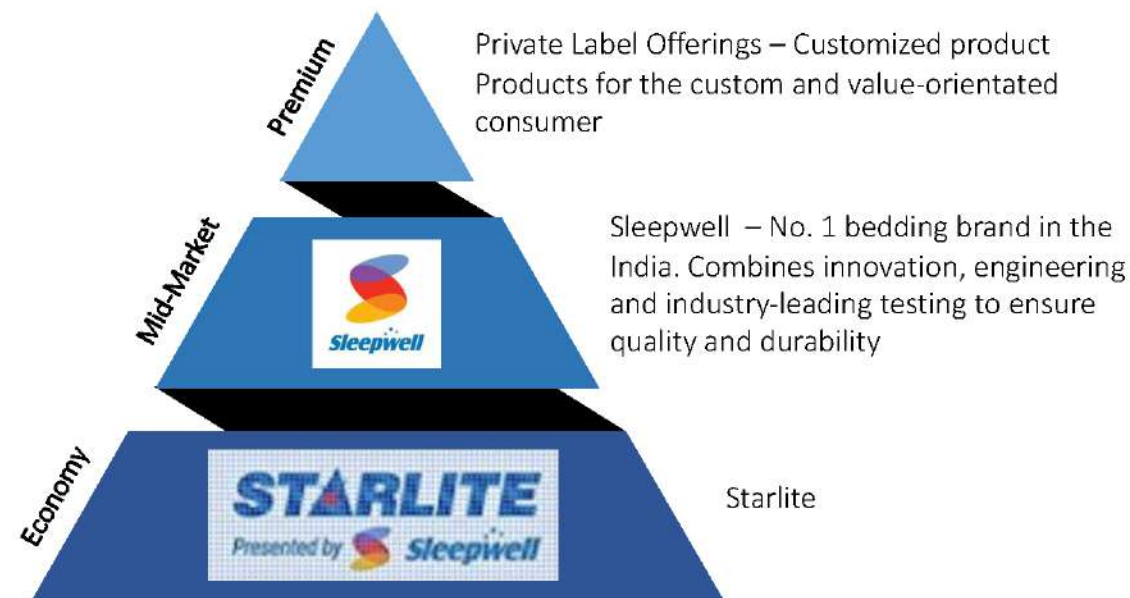 Premium
Private Label Offerings – Customized product
Products for the custom and value-orientated
consumer
Mid-Market
Sleepwell
Sleepwell – No. 1 bedding brand in the
India. Combines innovation, engineering
and industry-leading testing to ensure
quality and durability
Economy
STARLITE
Presented by Sleepwell
Starlite